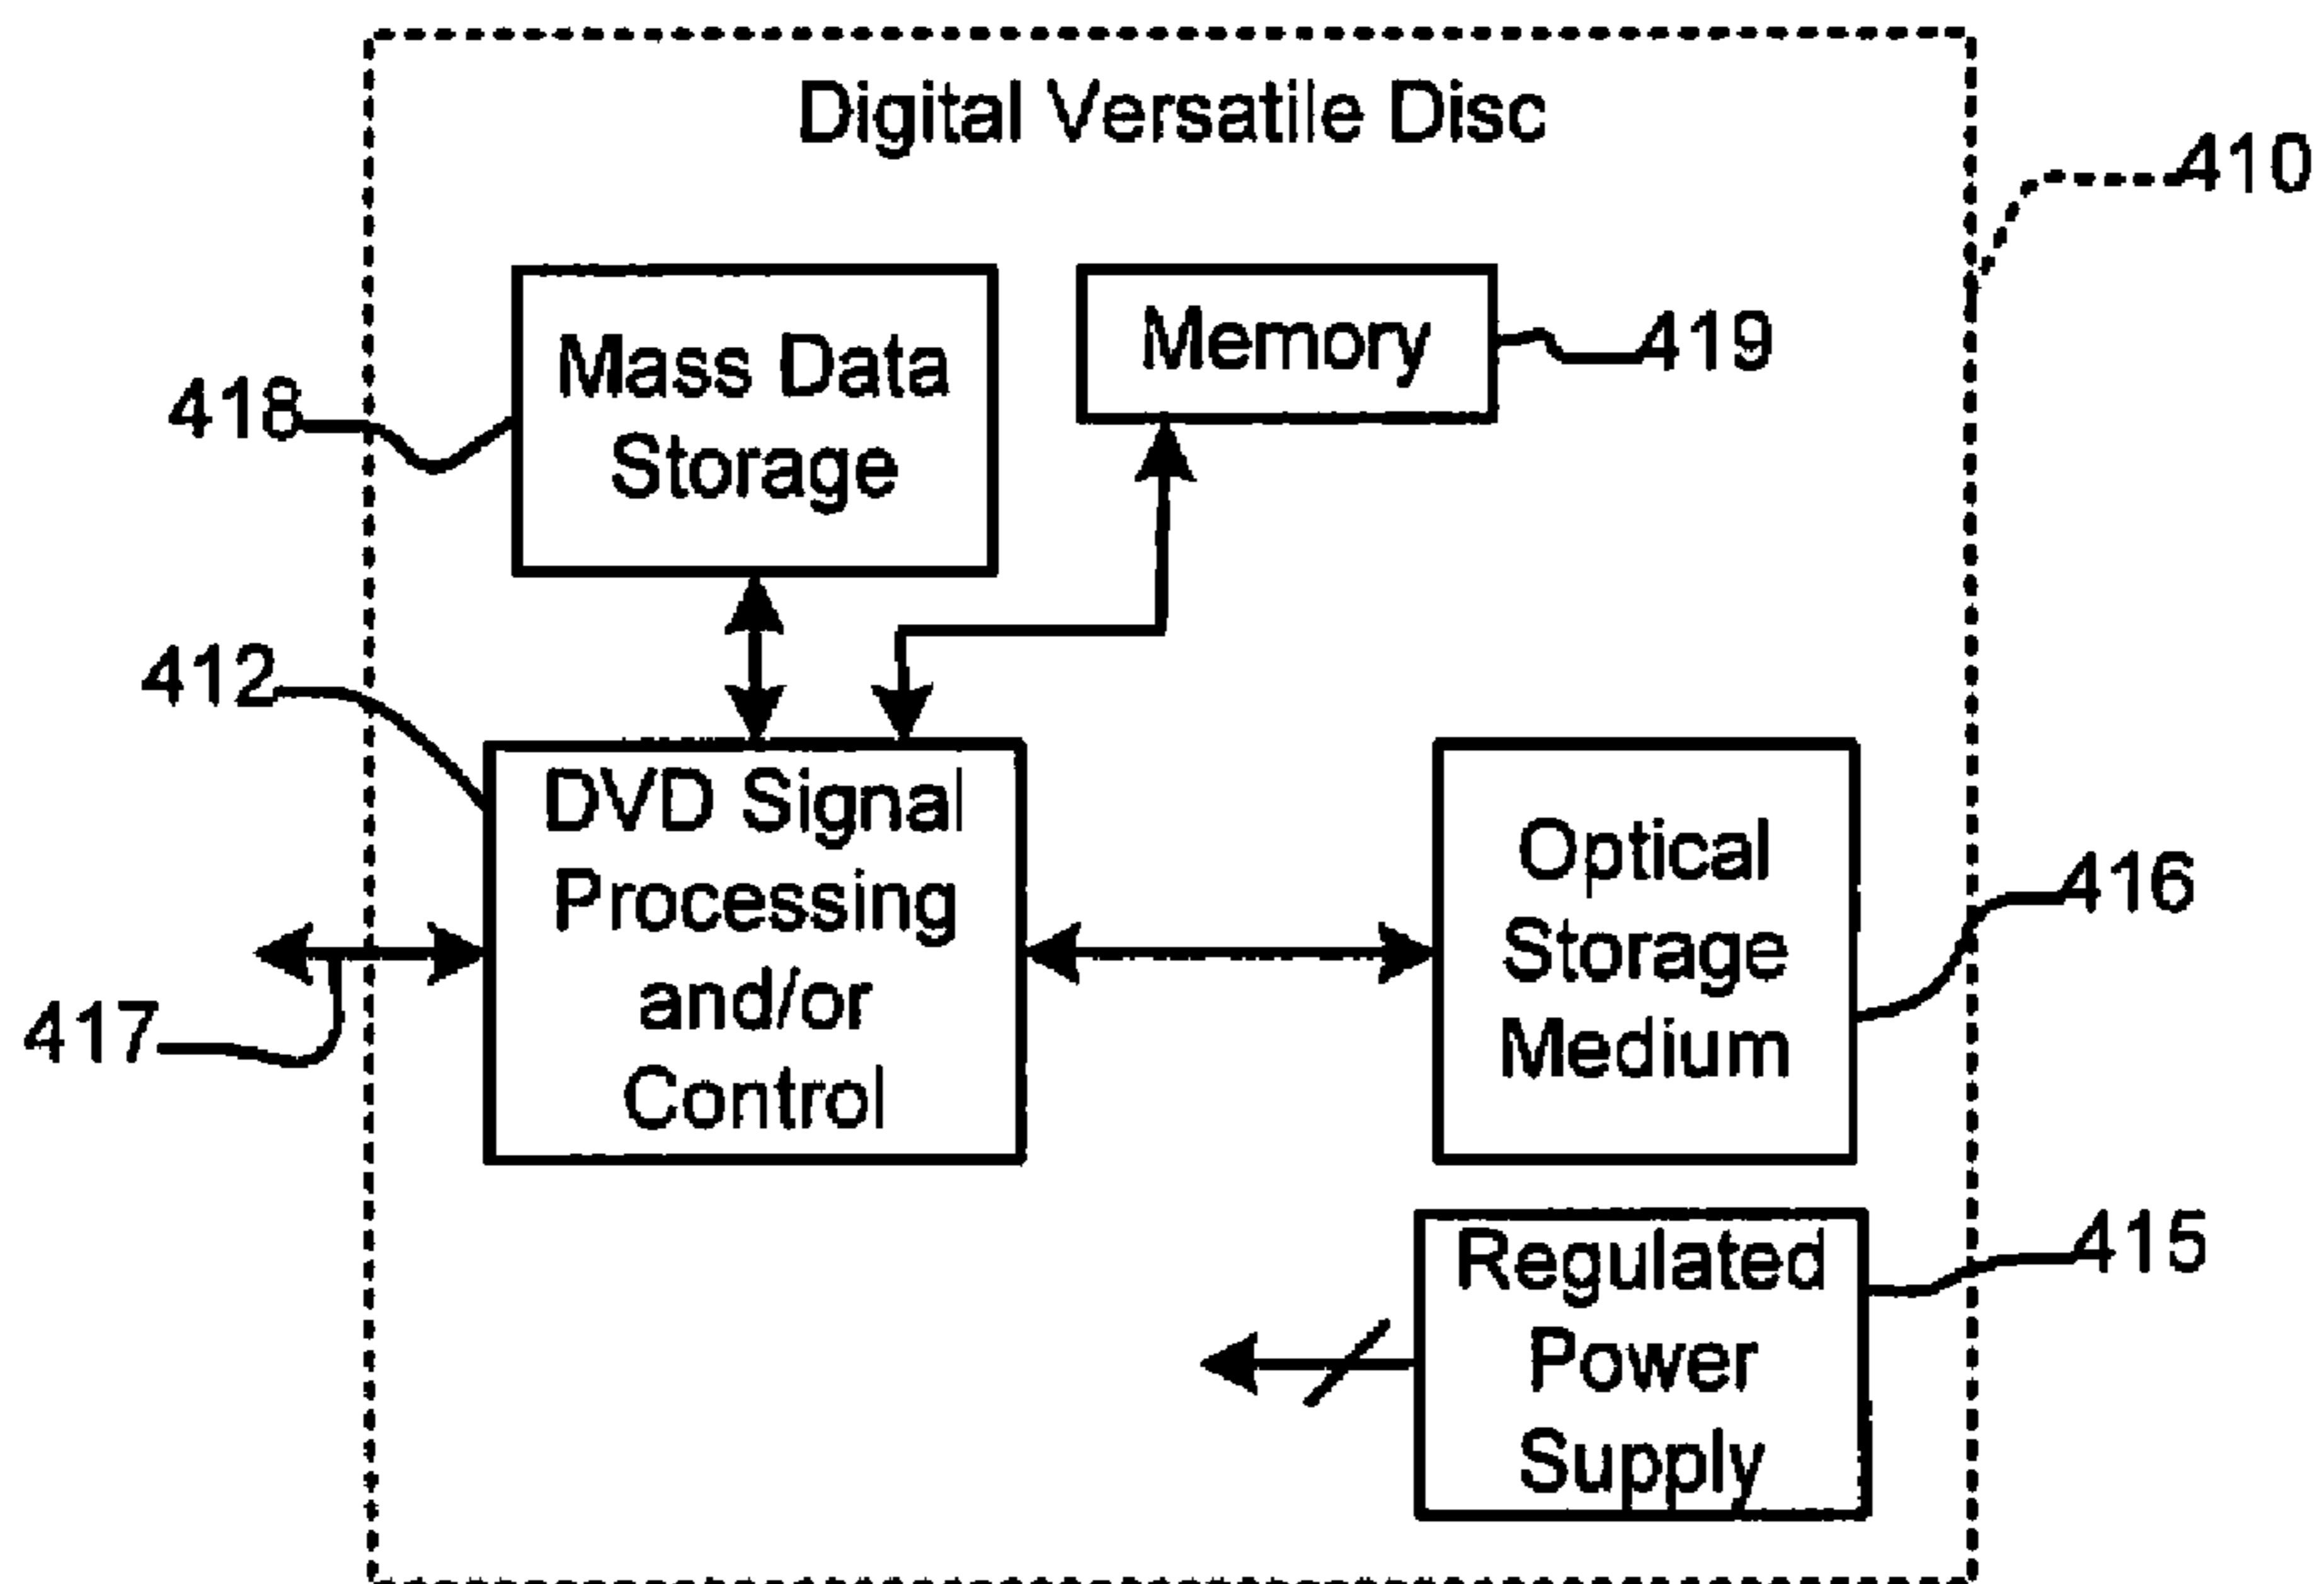 Digital Versatile Disc
410
Mass Data
Storage
418
Memory
419
412
DVD Signal
Processing
and/or
Control
417
Optical
Storage
Medium
416
Regulated
Power
Supply
415